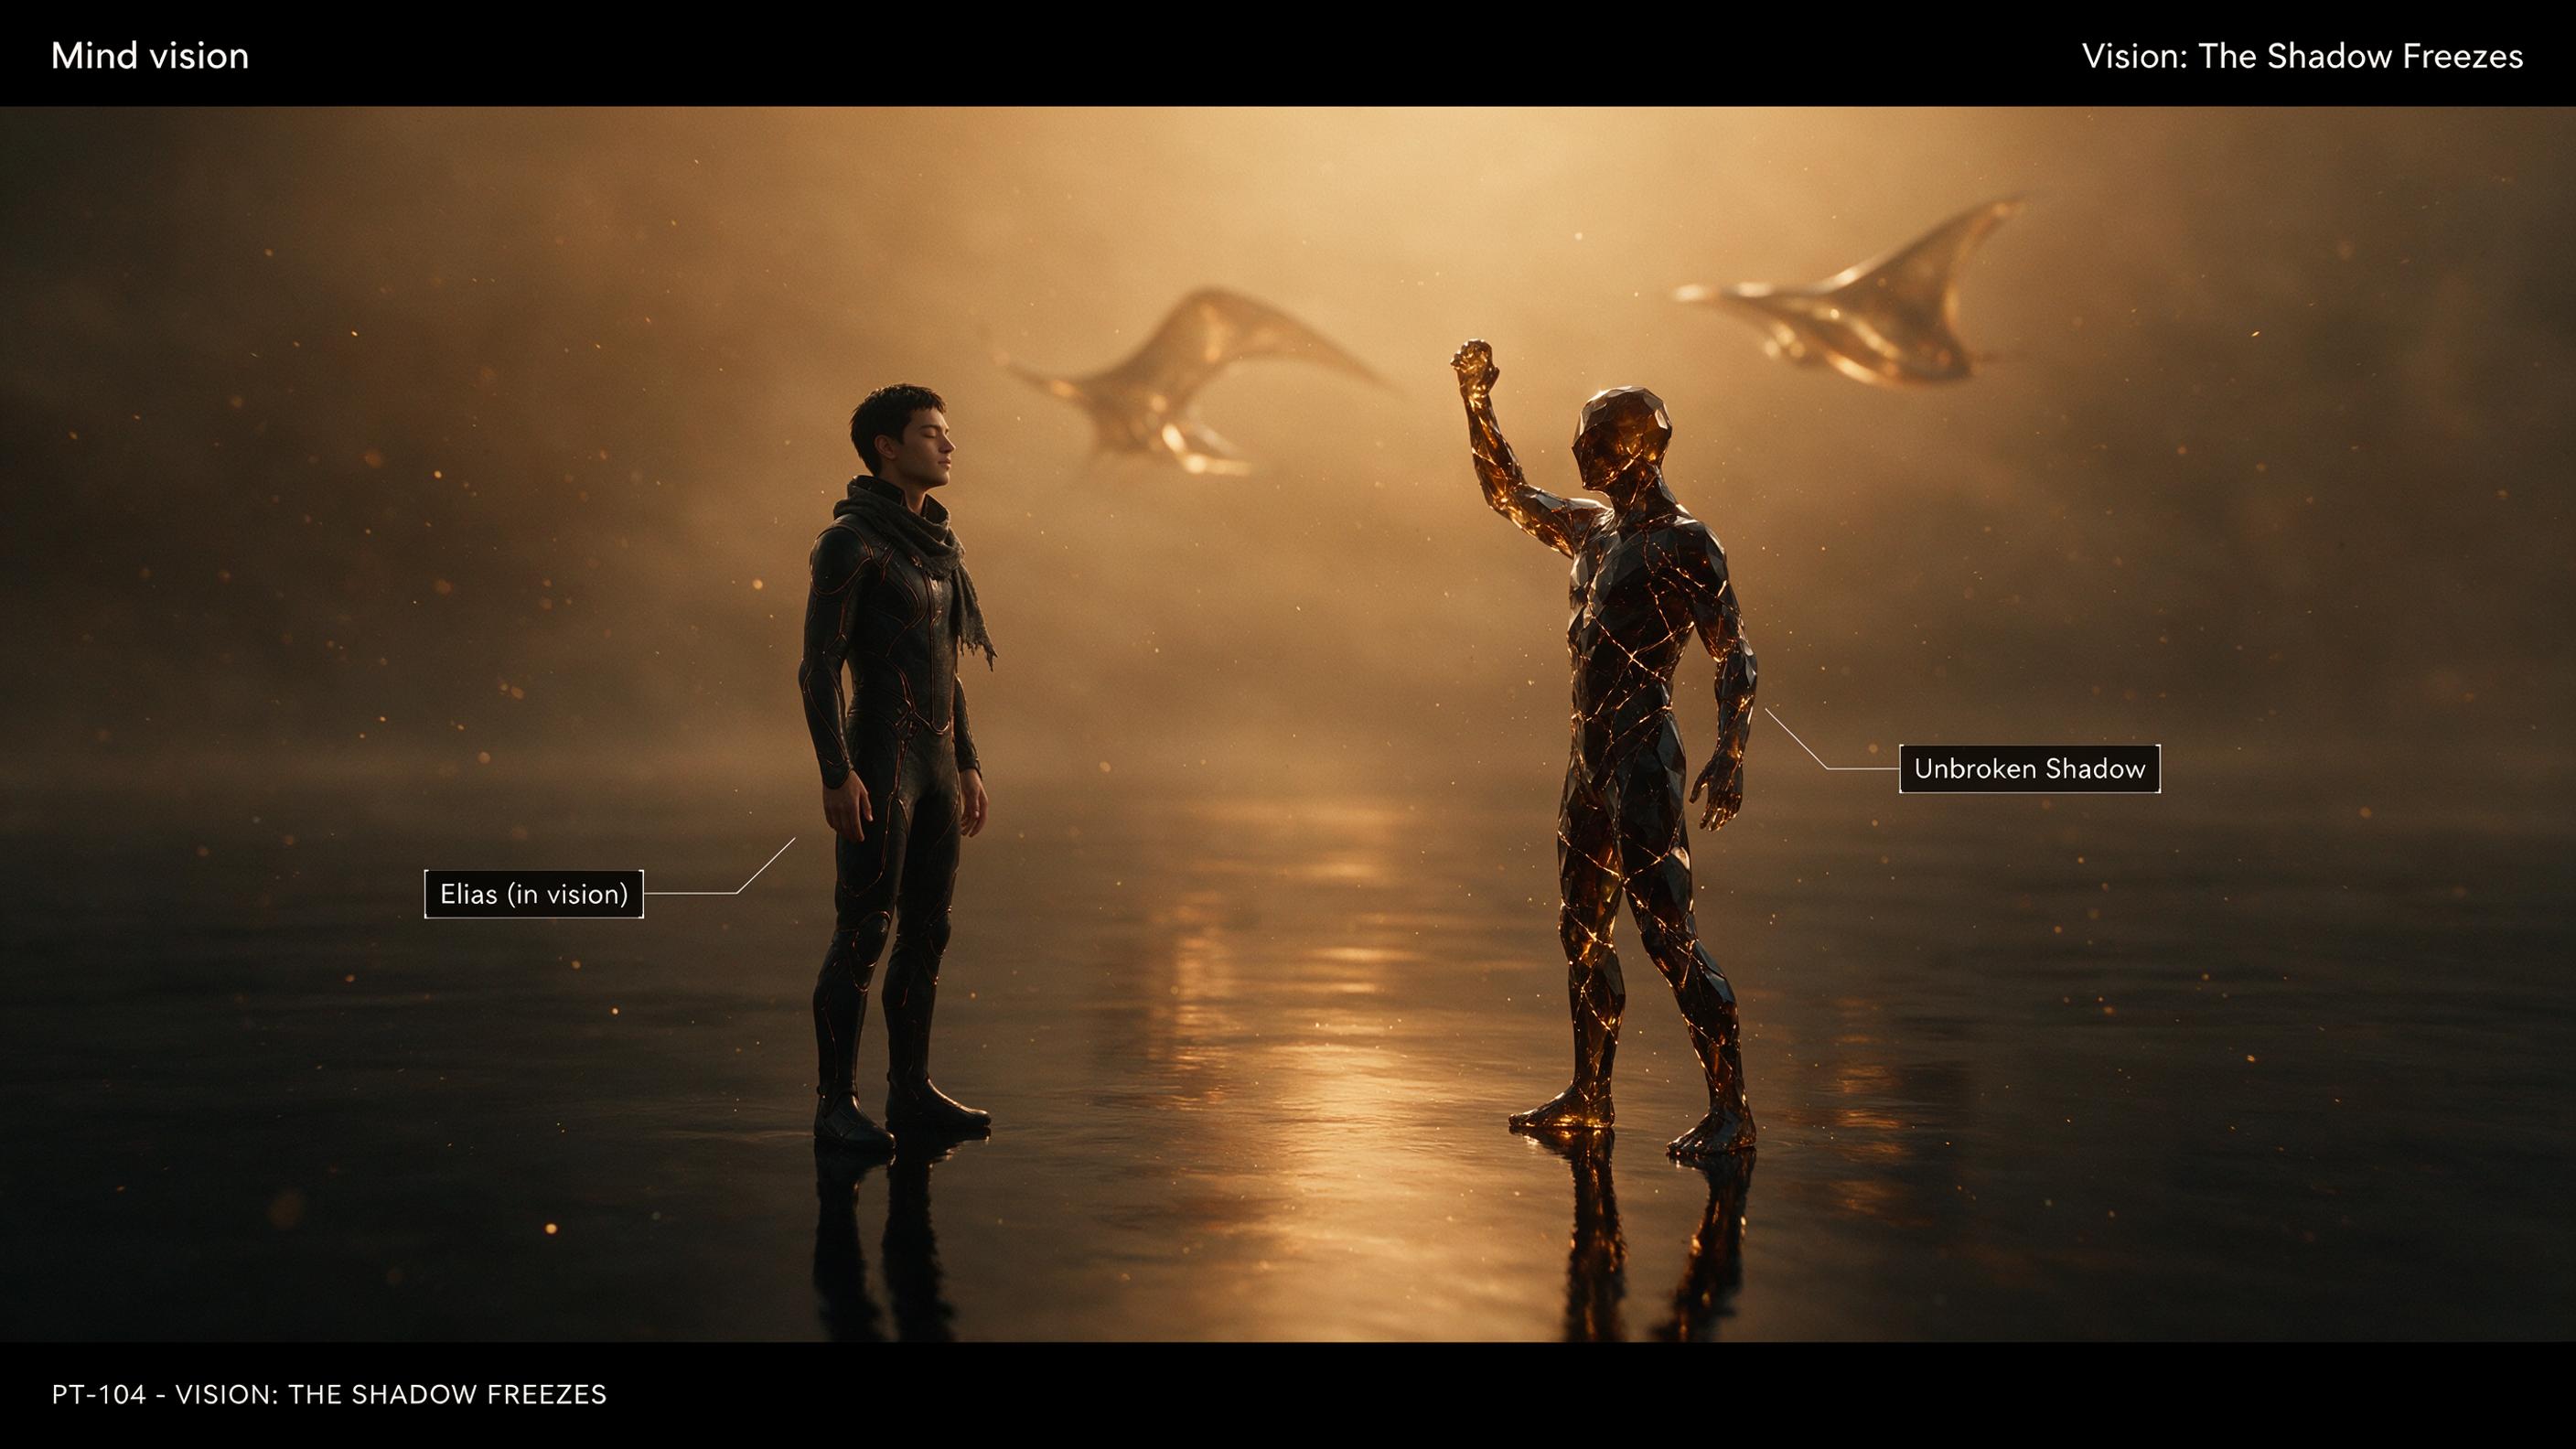 Mind vision
Vision: The Shadow Freezes
Unbroken Shadow
Elias (in vision)
PT-104 - VISION: THE SHADOW FREEZES